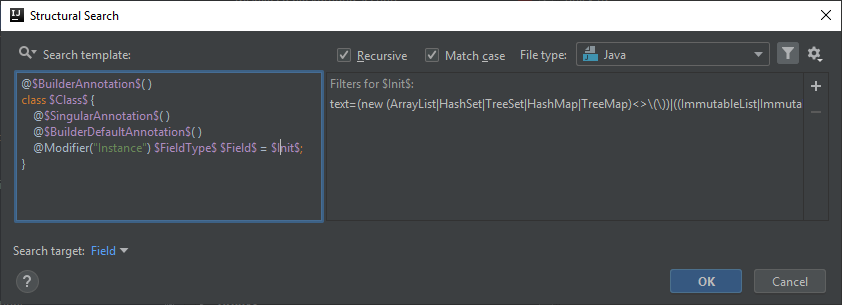 IJ Structural Search
Search template:
Recursive
Match case
File type:
Java
@$BuilderAnnotation$()
class $Class$ {
@$SingularAnnotation$()
@$BuilderDefaultAnnotation$()
@Modifier("Instance") $FieldType$ $Field$ = $Init$;
}
Filters for $Init$:
text=(new (ArrayList|HashSet|TreeSet|HashMap|TreeMap)<>\(\))|((ImmutableList|Immuta
Search target: Field
?
OK
Cancel